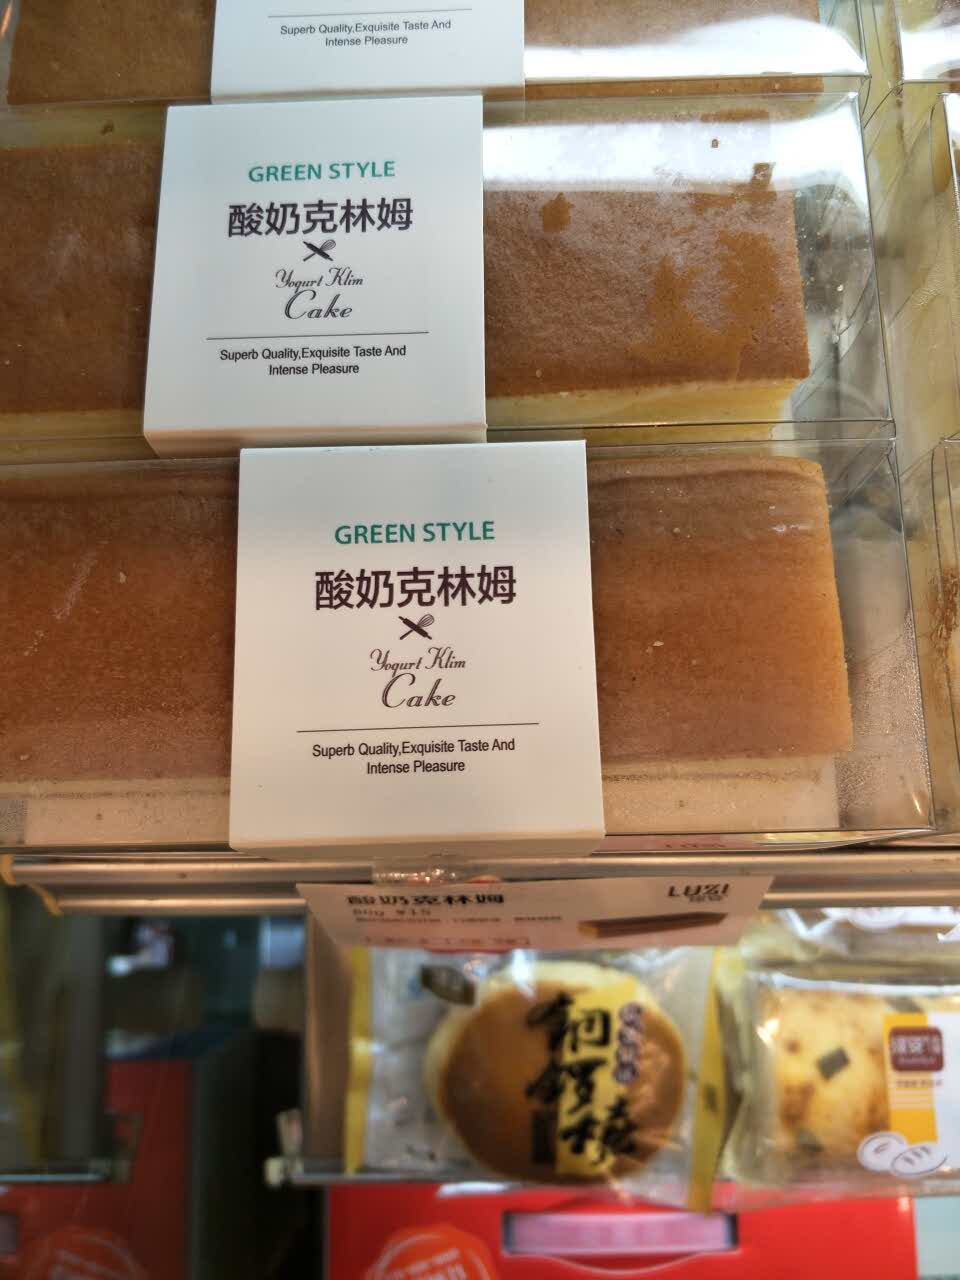 Superb Quality,Exquisite Taste And
Intense Pleasure
GREEN STYLE
酸奶克林姆
Yogurt Klim
Cake
Superb Quality,Exquisite Taste And
Intense Pleasure
GREEN STYLE
酸奶克林姆
Yogurt Klim
Cake
Superb Quality,Exquisite Taste And
Intense Pleasure
酸奶克林姆
80g ¥15
铜锣烧